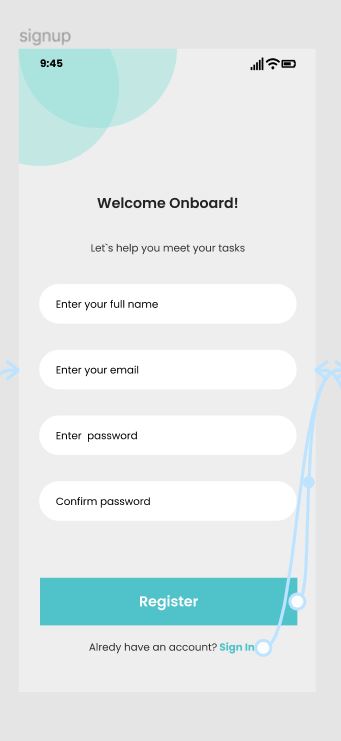 signup
9:45
Welcome Onboard!
Let`s help you meet your tasks
Enter your full name
Enter your email
Enter  password
Confirm password
Register
Alredy have an account? Sign In